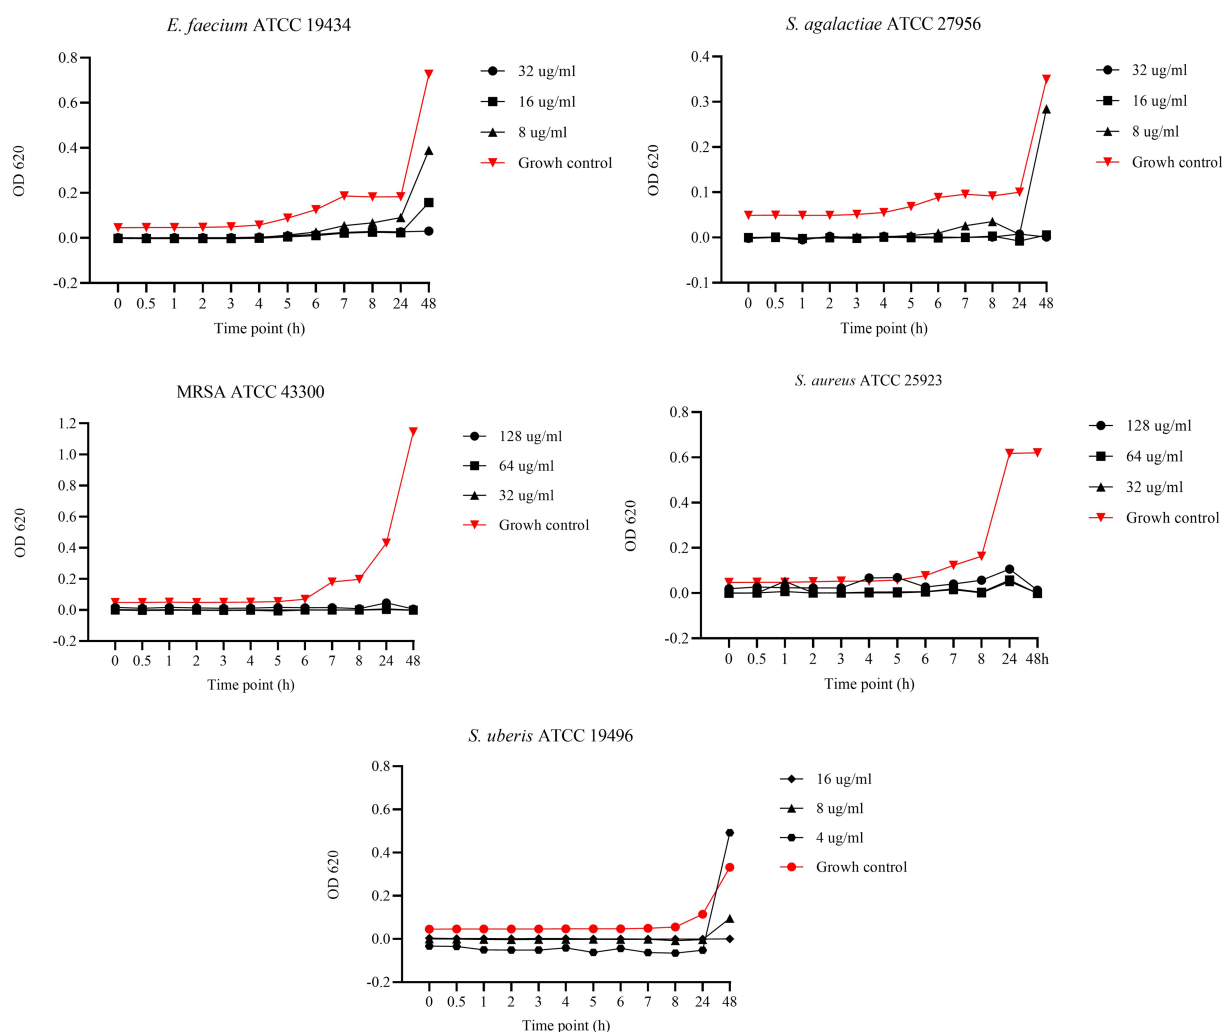 E. faecium ATCC 19434
OD 620
0.8
0.6
0.4
0.2
0.0
-0.2
0 0.5 1 2 3 4 5 6 7 8 24 48
Time point (h)
32 ug/ml
16 ug/ml
8 ug/ml
Growh control
S. agalactiae ATCC 27956
OD 620
0.4
0.3
0.2
0.1
0.0
-0.1
0 0.5 1 2 3 4 5 6 7 8 24 48
Time point (h)
32 ug/ml
16 ug/ml
8 ug/ml
Growh control
MRSA ATCC 43300
OD 620
1.2
1.0
0.8
0.6
0.4
0.2
0.0
-0.2
0 0.5 1 2 3 4 5 6 7 8 24 48
Time point (h)
128 ug/ml
64 ug/ml
32 ug/ml
Growh control
S. aureus ATCC 25923
OD 620
0.8
0.6
0.4
0.2
0.0
-0.2
0 0.5 1 2 3 4 5 6 7 8 24 48h
Time point (h)
128 ug/ml
64 ug/ml
32 ug/ml
Growh control
S. uberis ATCC 19496
OD 620
0.8
0.6
0.4
0.2
0.0
-0.2
0 0.5 1 2 3 4 5 6 7 8 24 48
Time point (h)
16 ug/ml
8 ug/ml
4 ug/ml
Growh control